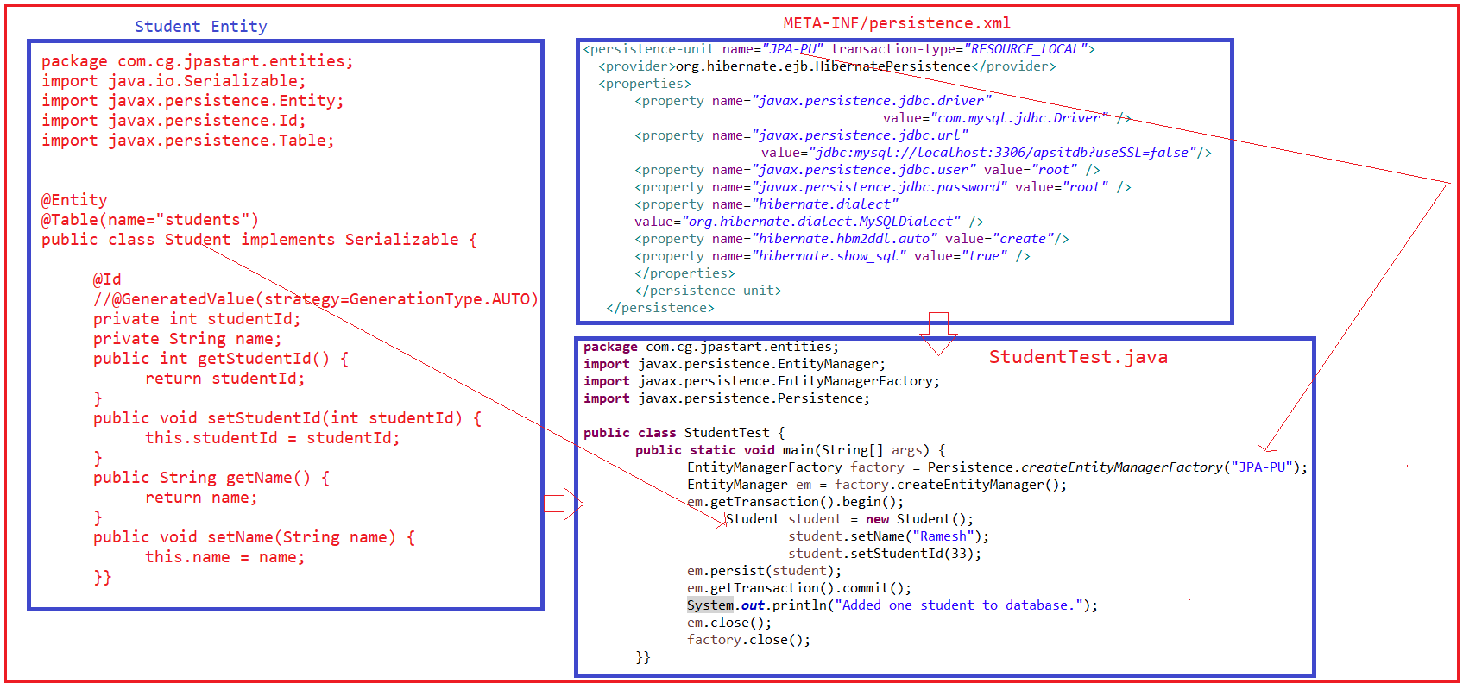 Student Entity
package com.cg.jpastart.entities;
import java.io.Serializable;
import javax.persistence.Entity;
import javax.persistence.Id;
import javax.persistence.Table;
@Entity
@Table(name="students")
public class Student implements Serializable {
@Id
//@GeneratedValue(strategy=GenerationType.AUTO)
private int studentId;
private String name;
public int getStudentId() {
return studentId;
}
public void setStudentId(int studentId) {
this.studentId = studentId;
}
public String getName() {
return name;
}
public void setName(String name) {
this.name = name;
}}
META-INF/persistence.xml
<persistence-unit name="JPA-PU" transaction-type="RESOURCE_LOCAL">
<provider>org.hibernate.ejb.HibernatePersistence</provider>
<properties>
<property name="javax.persistence.jdbc.driver"
value="com.mysql.jdbc.Driver" />
<property name="javax.persistence.jdbc.url"
value="jdbc:mysql://localhost:3306/apsitdb?useSSL=false"/>
<property name="javax.persistence.jdbc.user" value="root" />
<property name="javax.persistence.jdbc.password" value="root" />
<property name="hibernate.dialect"
value="org.hibernate.dialect.MySQLDialect" />
<property name="hibernate.hbm2ddl.auto" value="create"/>
<property name="hibernate.show_sql" value="true" />
</properties>
</persistence-unit>
</persistence>
StudentTest.java
package com.cg.jpastart.entities;
import javax.persistence.EntityManager;
import javax.persistence.EntityManagerFactory;
import javax.persistence.Persistence;
public class StudentTest {
public static void main(String[] args) {
EntityManagerFactory factory = Persistence.createEntityManagerFactory("JPA-PU");
EntityManager em = factory.createEntityManager();
em.getTransaction().begin();
Student student = new Student();
student.setName("Ramesh");
student.setStudentId(33);
em.persist(student);
em.getTransaction().commit();
System.out.println("Added one student to database.");
em.close();
factory.close();
}}